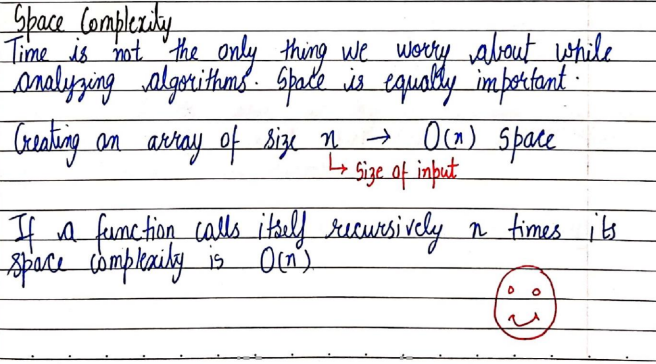 Space Complexity
Time is not the only thing we worry about while
analyzing algorithms. Space is equally important.
Creating an array of size n → O(n) Space
↳ Size of input
If a function calls itself recursively n times its
space complexity is O(n)